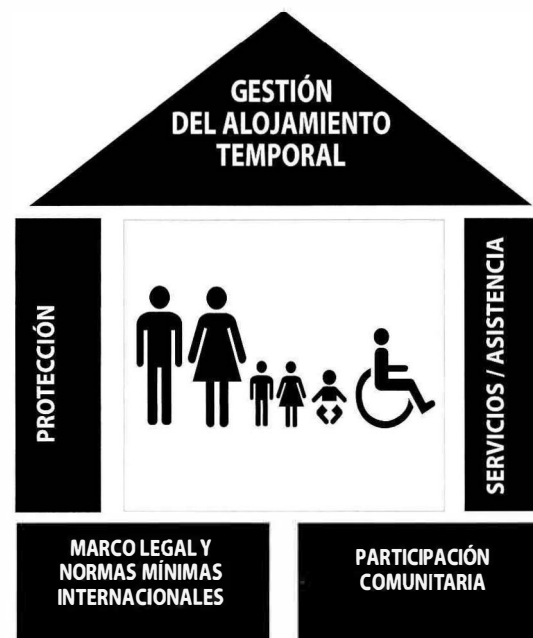 GESTIÓN
DEL ALOJAMIENTO
TEMPORAL
PROTECCIÓN
SERVICIOS / ASISTENCIA
MARCO LEGAL Y
NORMAS MÍNIMAS
INTERNACIONALES
PARTICIPACIÓN
COMUNITARIA